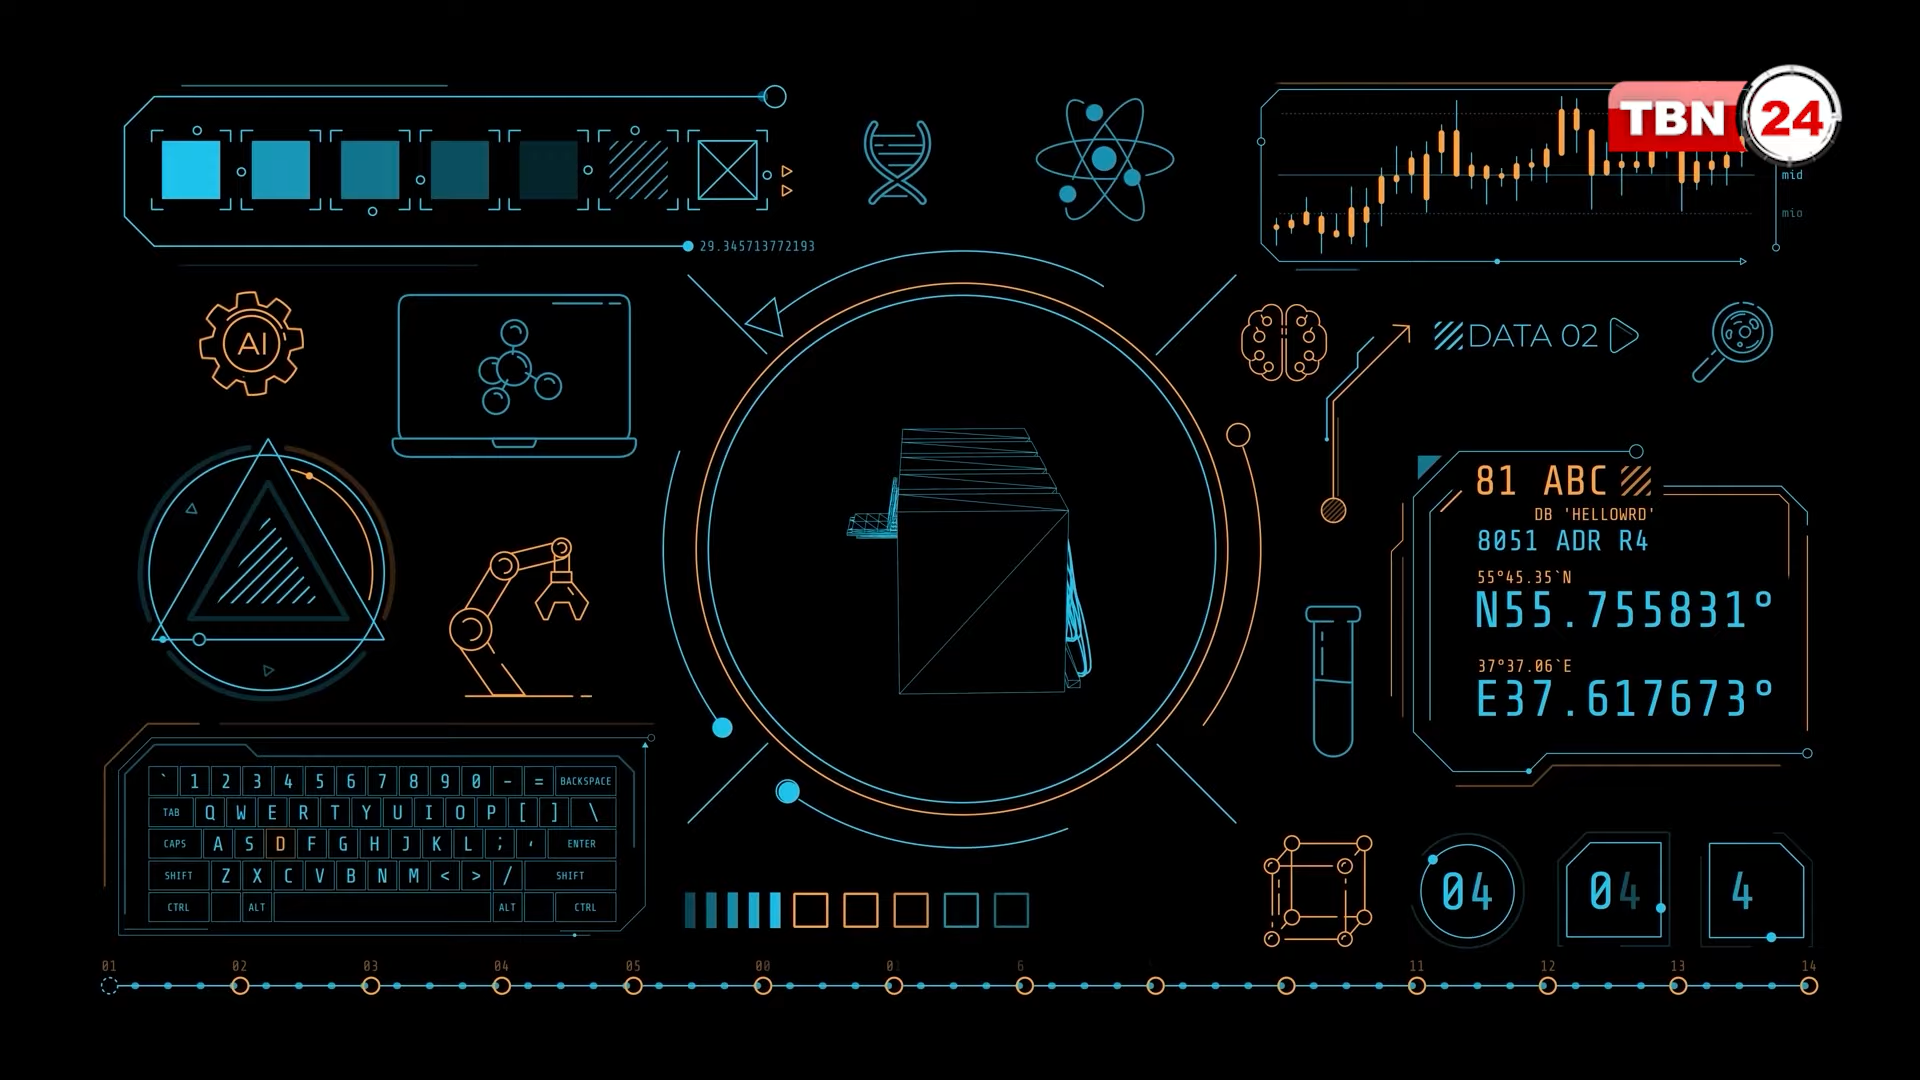 TBN 24
mid
29.345713772193
AI
DATA 02
81 ABC
DB 'HELLOWRD'
8051 ADR R4
55°45.35`N
N55.755831°
37°37.06`E
E37.617673°
` 1 2 3 4 5 6 7 8 9 0 - = BACKSPACE
TAB Q W E R T Y U I O P [ ] \
CAPS A S D F G H J K L ; ‘ ENTER
SHIFT Z X C V B N M < > / SHIFT
CTRL ALT ALT CTRL
04 04 4
01 02 03 04 05 00 0 6 11 12 13 14